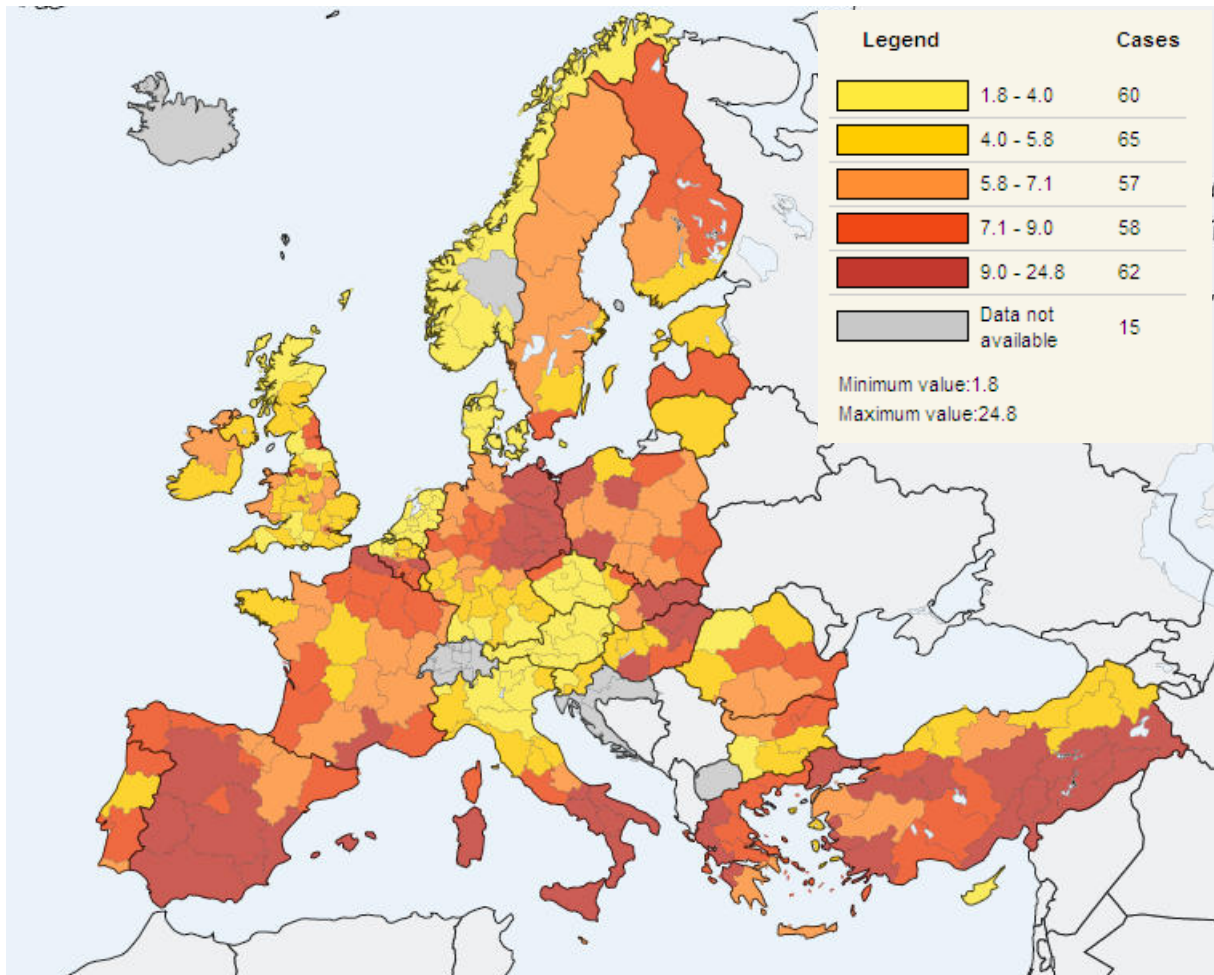 Legend Cases
1.8 - 4.0 60
4.0 - 5.8 65
5.8 - 7.1 57
7.1 - 9.0 58
9.0 - 24.8 62
Data not
available 15
Minimum value:1.8
Maximum value:24.8